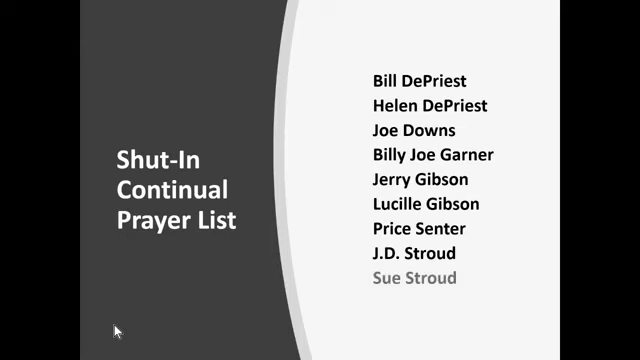 Shut-In
Continual
Prayer List
Bill DePriest
Helen DePriest
Joe Downs
Billy Joe Garner
Jerry Gibson
Lucille Gibson
Price Senter
J.D. Stroud
Sue Stroud